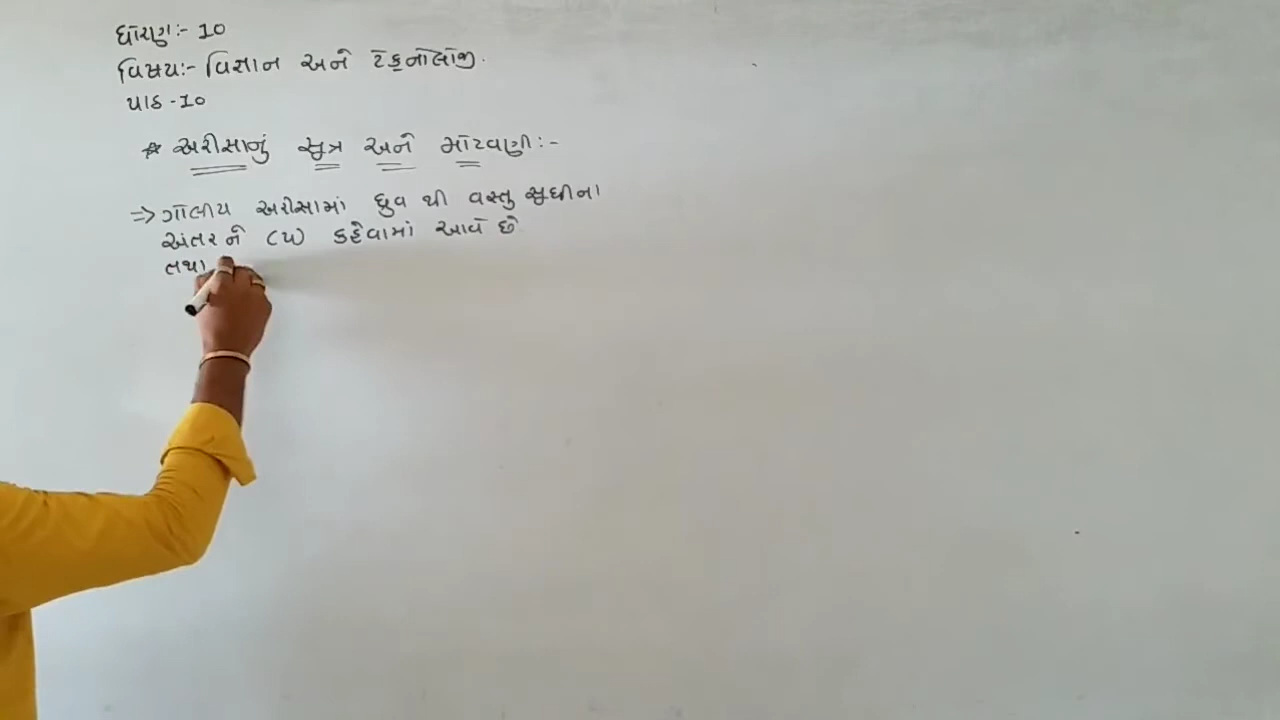 ધોરણ:- 10
વિષય:- વિજ્ઞાન અને ટેકનોલોજી.
પાઠ -10
* અરીસાનું સૂત્ર અને મોટવણી:-
⇒ ગોલીય અરીસામાં ધ્રુવ થી વસ્તુ સુધીના
અંતર ને (u) કહેવામાં આવે છે
તથા